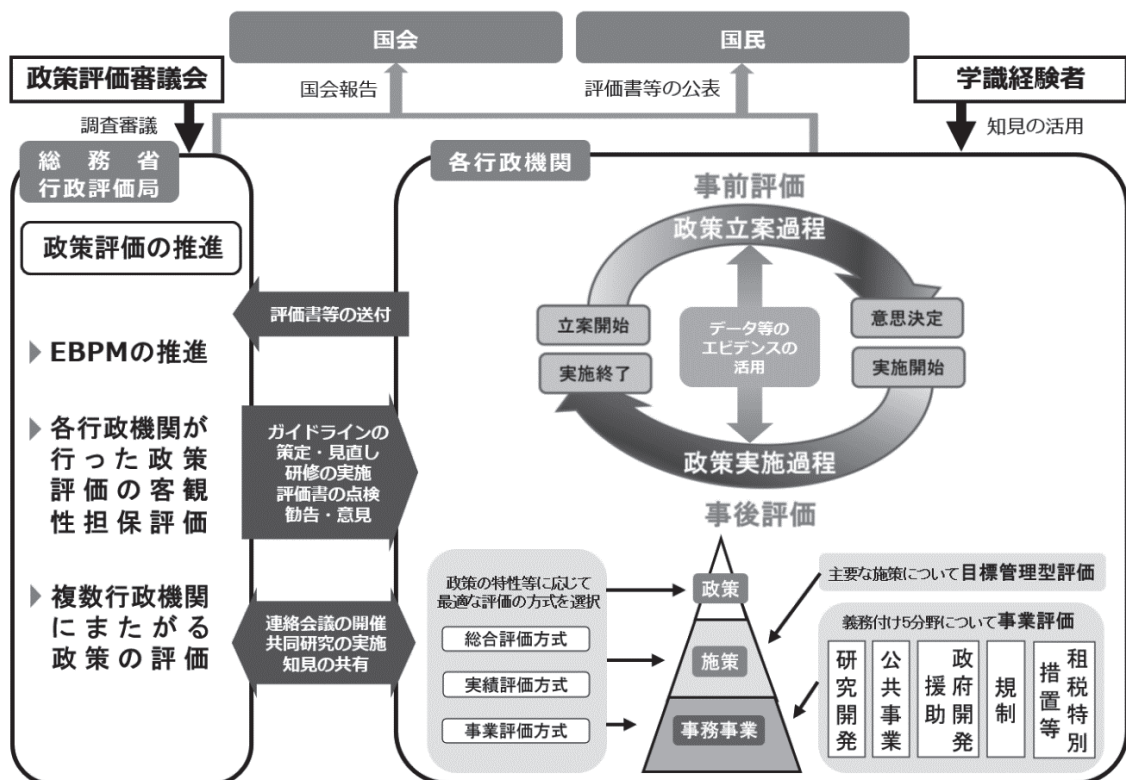 国会
国民
政策評価審議会
学識経験者
国会報告
評価書等の公表
調査審議
知見の活用
総務省
行政評価局
政策評価の推進
EBPMの推進
各行政機関が
行った政策
評価の客観
性担保評価
複数行政機関
にまたがる
政策の評価
評価書等の送付
ガイドラインの
策定・見直し
研修の実施
評価書の点検
勧告・意見
連絡会議の開催
共同研究の実施
知見の共有
各行政機関
事前評価
政策立案過程
立案開始
データ等の
エビデンスの
活用
意思決定
実施終了
実施開始
政策実施過程
事後評価
政策の特性等に応じて
最適な評価の方式を選択
総合評価方式
実績評価方式
事業評価方式
政策
施策
事務事業
主要な施策について目標管理型評価
義務付け5分野について事業評価
研究開発
公共事業
政府開発
援助
規制
租税特別
措置等